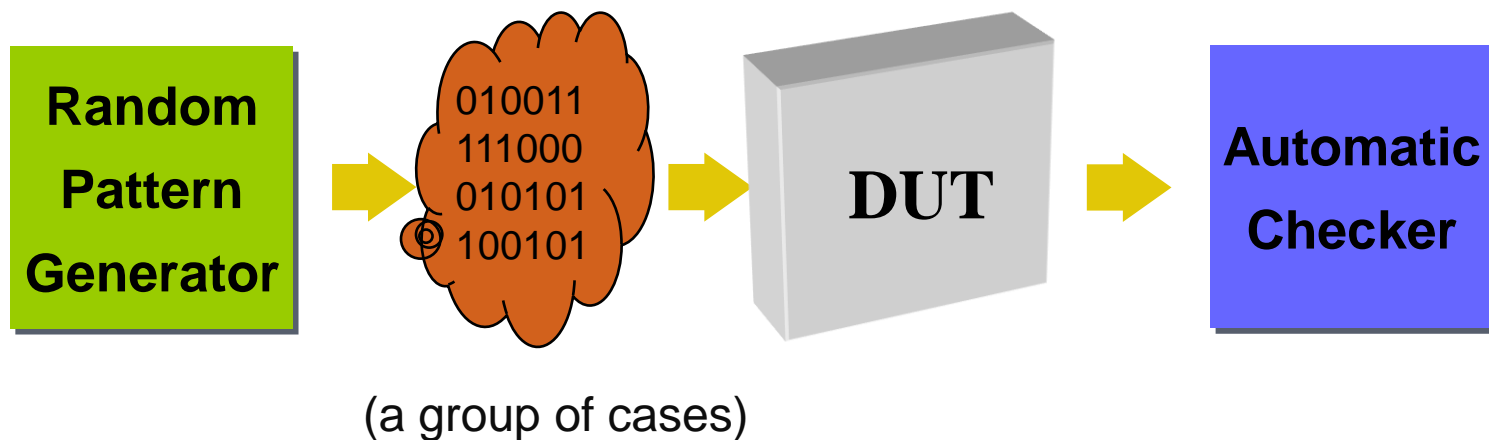 Random
Pattern
Generator
010011
111000
010101
100101
DUT
Automatic
Checker
(a group of cases)